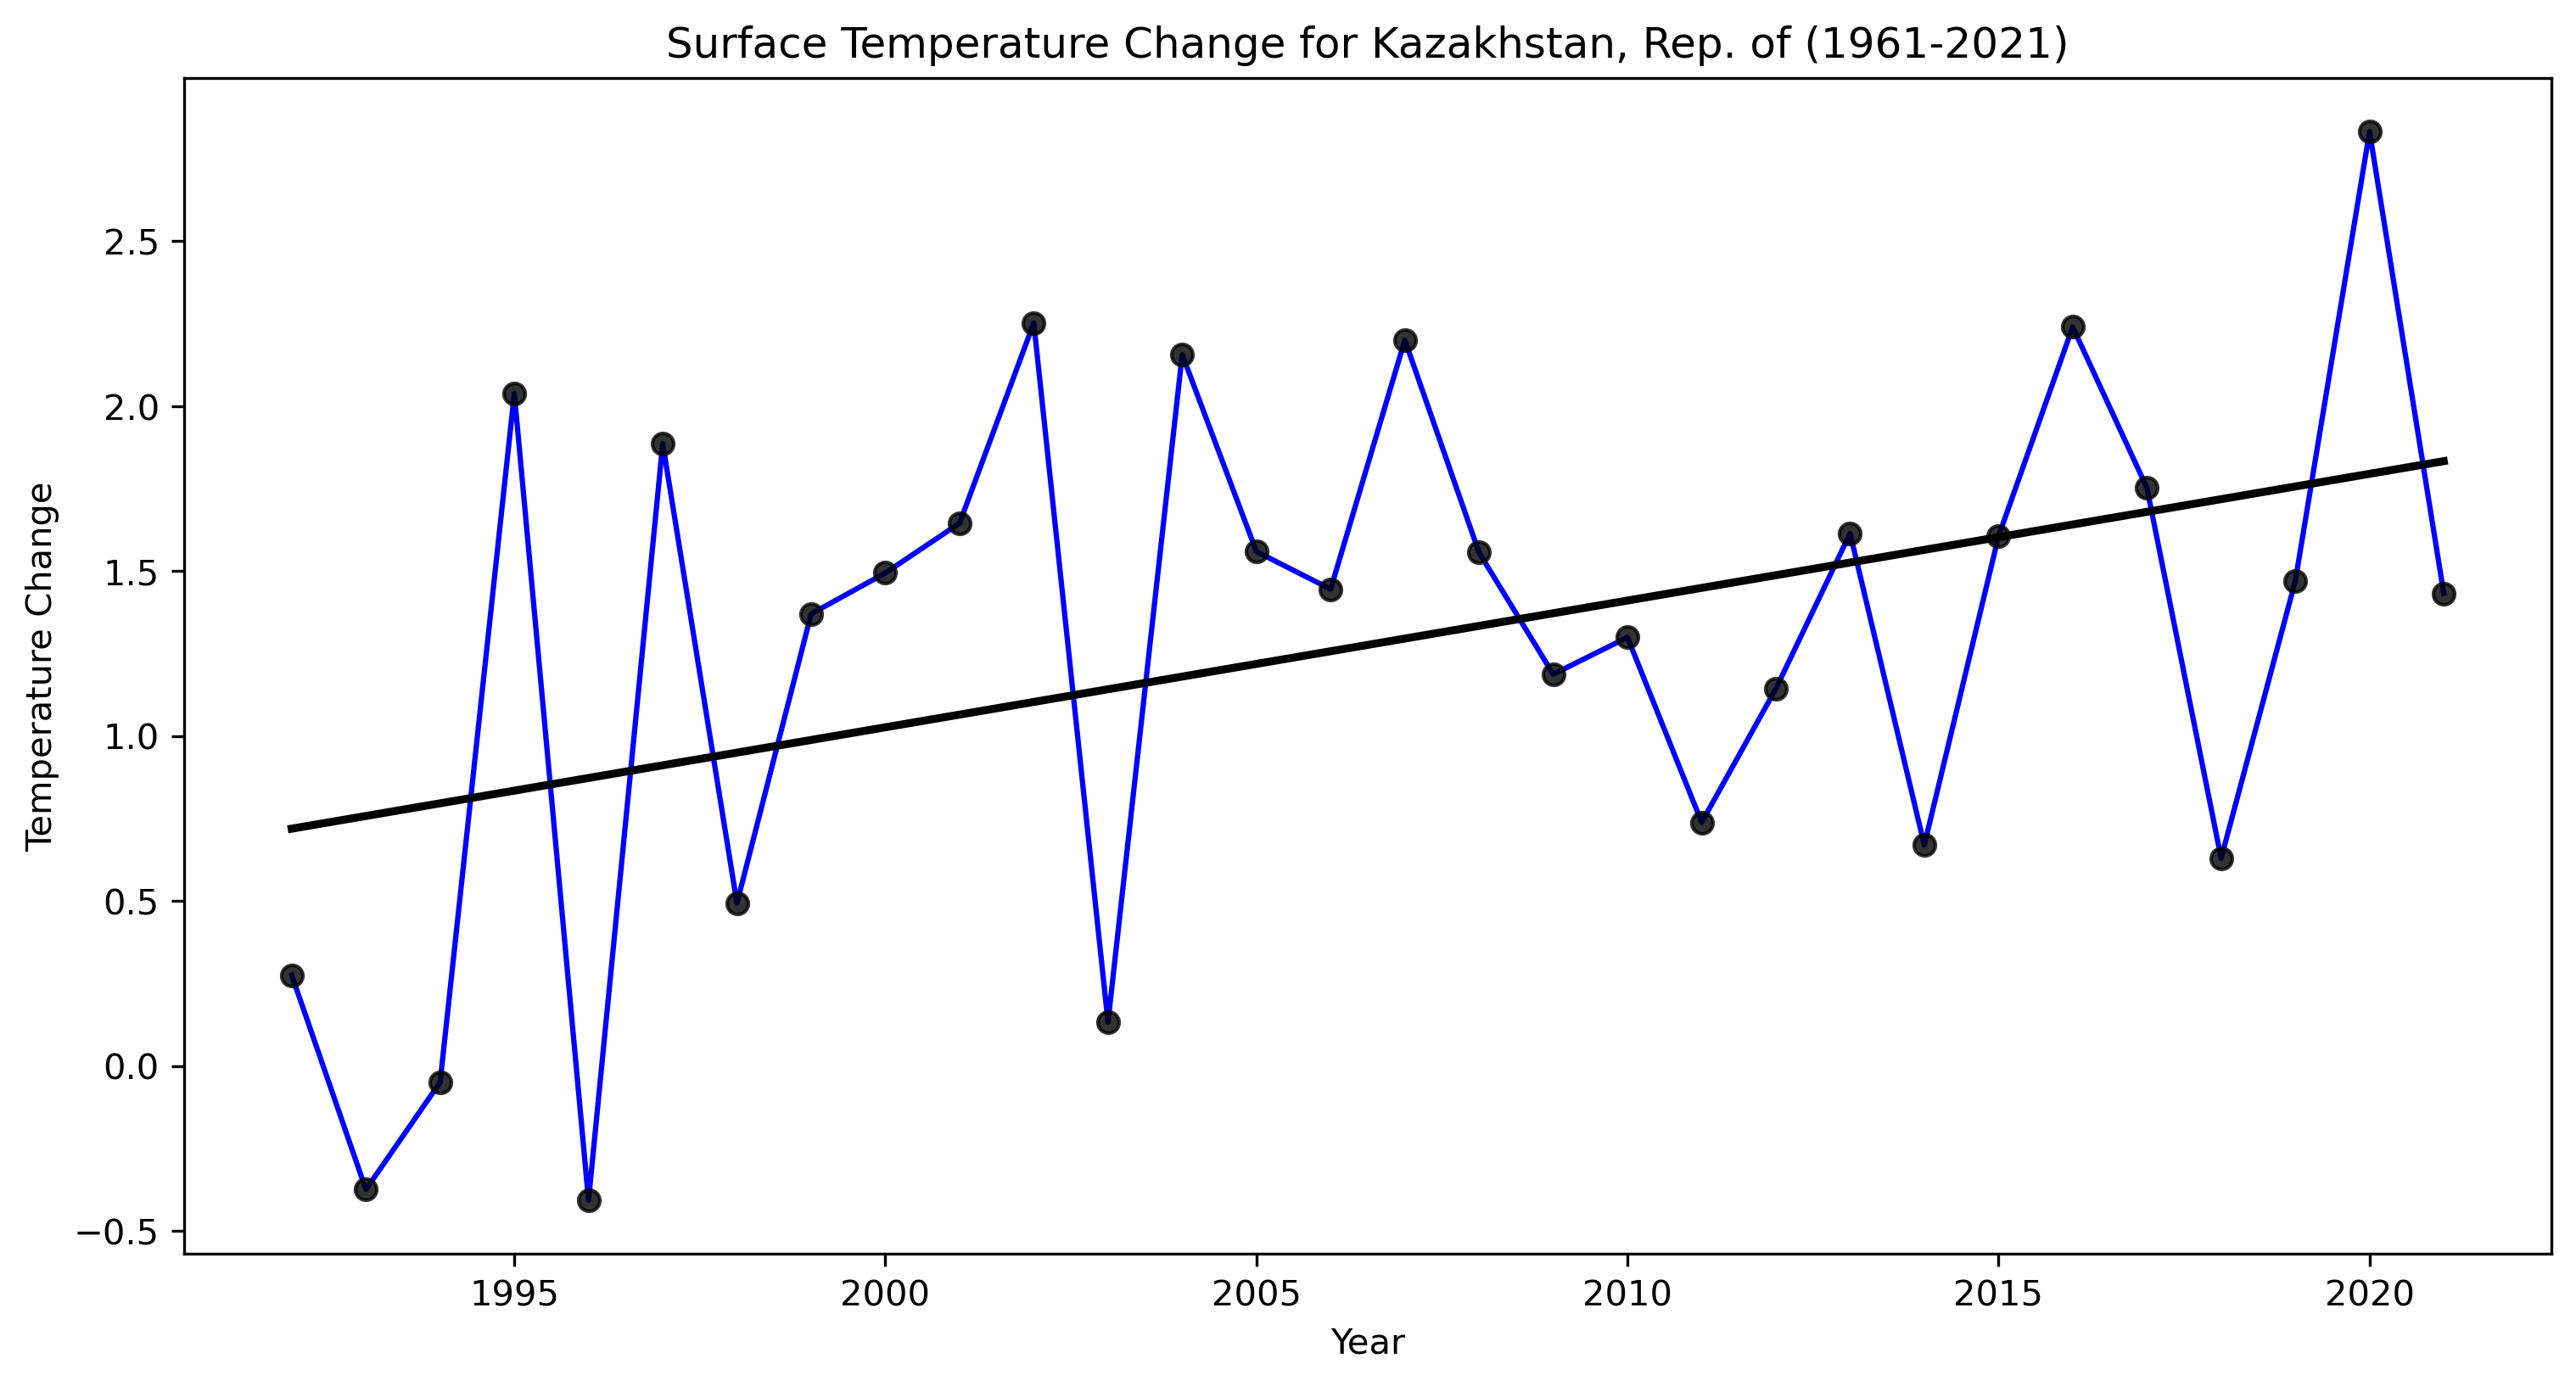 Surface Temperature Change for Kazakhstan, Rep. of (1961-2021)
Temperature Change
2.5
2.0
1.5
1.0
0.5
0.0
−0.5
1995 2000 2005 2010 2015 2020
Year